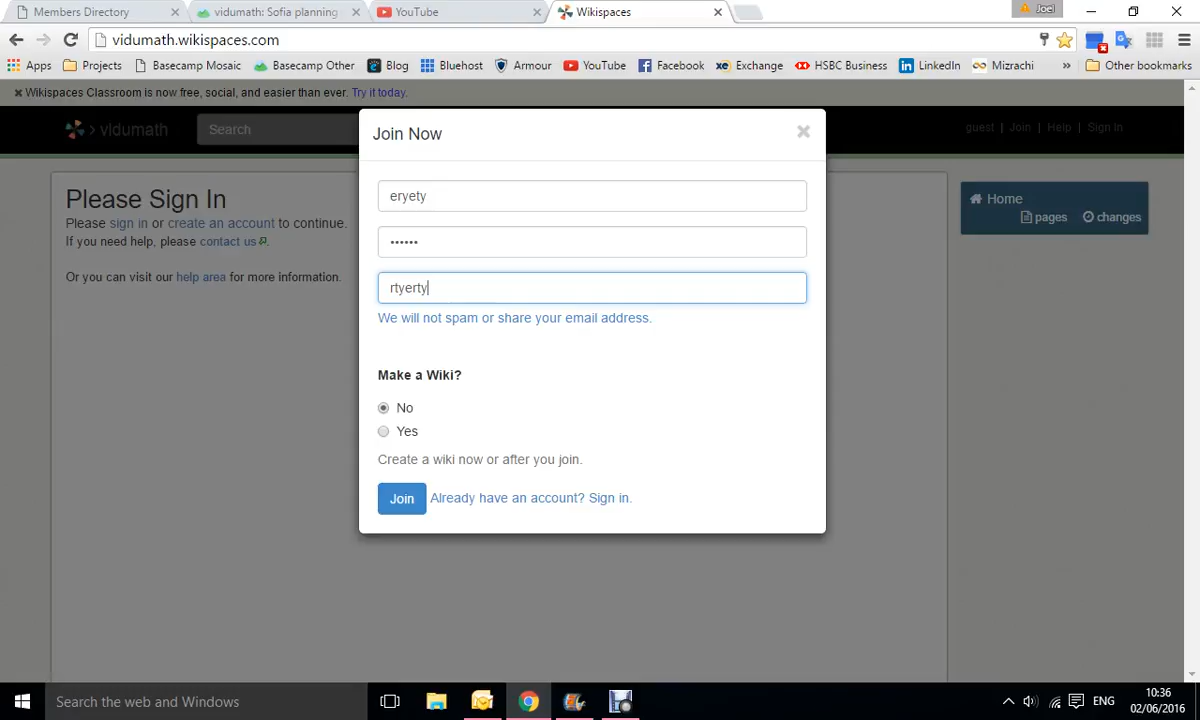 Members Directory
vidumath: Sofia planning
YouTube
Wikispaces
Joel
vidumath.wikispaces.com
Apps Projects Basecamp Mosaic Basecamp Other Blog Bluehost Armour YouTube Facebook Exchange HSBC Business LinkedIn Mizrachi » Other bookmarks
Wikispaces Classroom is now free, social, and easier than ever. Try it today.
vidumath
Search
guest | Join | Help | Sign In
Join Now
Please Sign In
Please sign in or create an account to continue.
If you need help, please contact us.
Or you can visit our help area for more information.
Home
pages changes
eryety
••••••
rtyerty
We will not spam or share your email address.
Make a Wiki?
No
Yes
Create a wiki now or after you join.
Join Already have an account? Sign in.
Search the web and Windows
ENG
10:36
02/06/2016